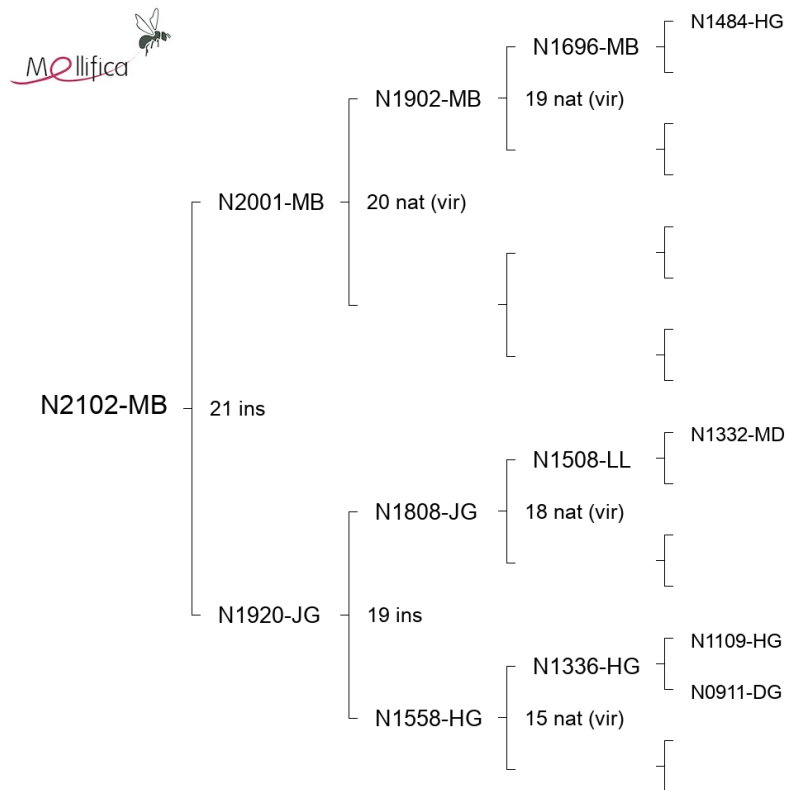 Mellifica
N1484-HG
N1696-MB
N1902-MB
19 nat (vir)
N2001-MB
20 nat (vir)
N2102-MB
21 ins
N1332-MD
N1508-LL
N1808-JG
18 nat (vir)
N1920-JG
19 ins
N1109-HG
N1336-HG
N0911-DG
N1558-HG
15 nat (vir)